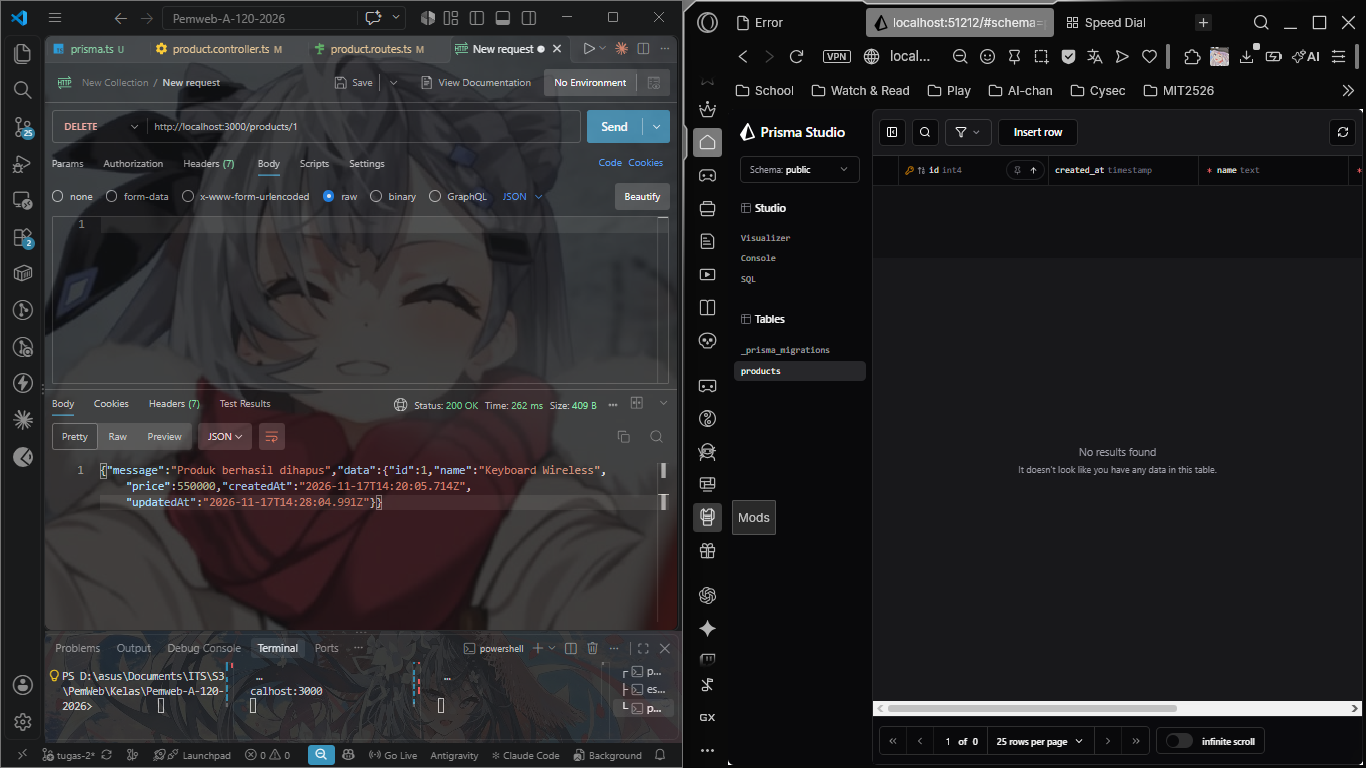 Pemweb-A-120-2026
prisma.ts U
product.controller.ts M
product.routes.ts M
New request
New Collection / New request
Save
View Documentation
No Environment
DELETE
http://localhost:3000/products/1
Send
Params
Authorization
Headers (7)
Body
Scripts
Settings
Code
Cookies
none
form-data
x-www-form-urlencoded
raw
binary
GraphQL
JSON
Beautify
1
Body
Cookies
Headers (7)
Test Results
Status: 200 OK Time: 262 ms Size: 409 B
Pretty
Raw
Preview
JSON
1
{"message":"Produk berhasil dihapus","data":{"id":1,"name":"Keyboard Wireless",
"price":550000,"createdAt":"2026-11-17T14:20:05.714Z",
"updatedAt":"2026-11-17T14:28:04.991Z"}}
Problems
Output
Debug Console
Terminal
Ports
powershell
PS D:\asus\Documents\ITS\S3
\PemWeb\Kelas\Pemweb-A-120-
2026>
...
calhost:3000
...
p...
es...
p...
25
2
tugas-2*
Launchpad
0
0
Go Live
Antigravity
Claude Code
Background
Error
localhost:51212/#schema=
Speed Dial
VPN
local...
AI
School
Watch & Read
Play
AI-chan
Cysec
MIT2526
Mods
GX
Prisma Studio
Schema: public
Studio
Visualizer
Console
SQL
Tables
_prisma_migrations
products
Insert row
id int4
created_at timestamp
* name text
*
No results found
It doesn't look like you have any data in this table.
1 of 0
25 rows per page
infinite scroll